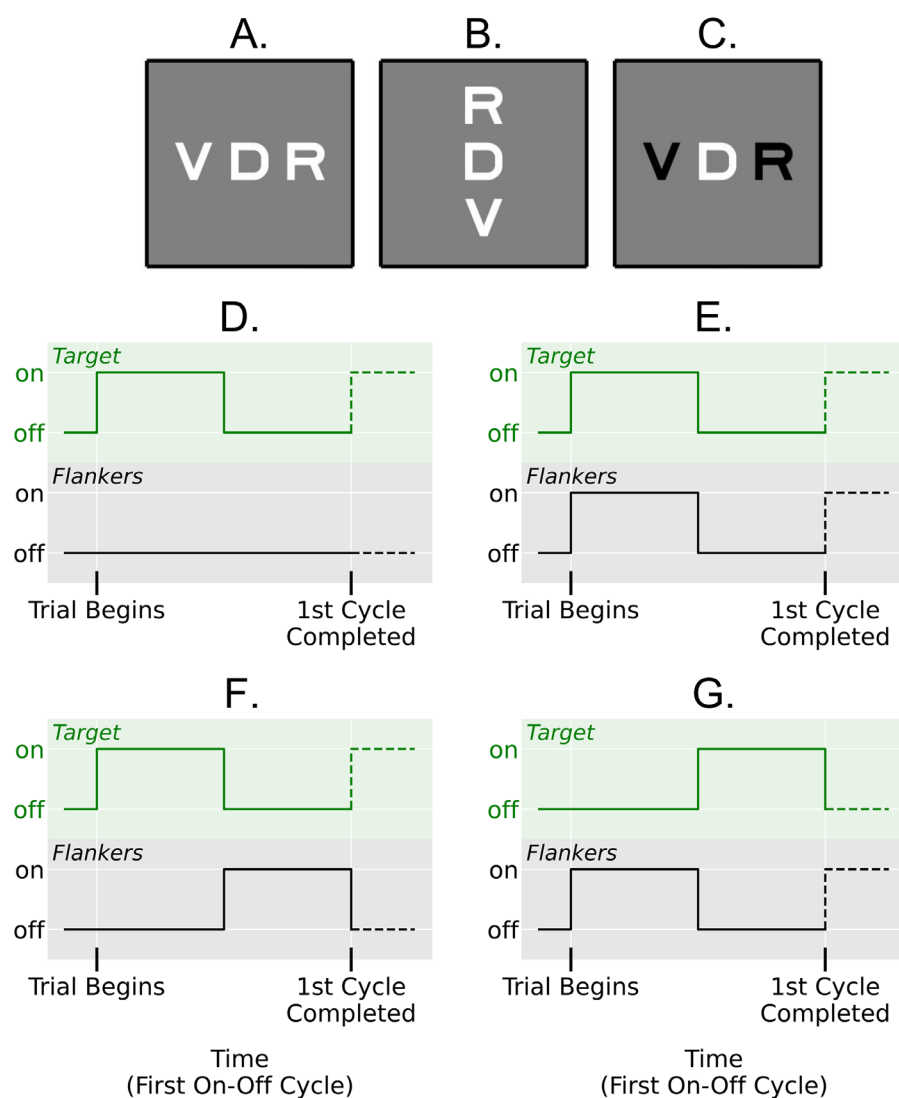 A.
B.
C.
V D R
R
D
V
V D R
D.
Target
on
off
Flankers
on
off
Trial Begins
1st Cycle
Completed
E.
Target
on
off
Flankers
on
off
Trial Begins
1st Cycle
Completed
F.
Target
on
off
Flankers
on
off
Trial Begins
1st Cycle
Completed
Time
(First On-Off Cycle)
G.
Target
on
off
Flankers
on
off
Trial Begins
1st Cycle
Completed
Time
(First On-Off Cycle)